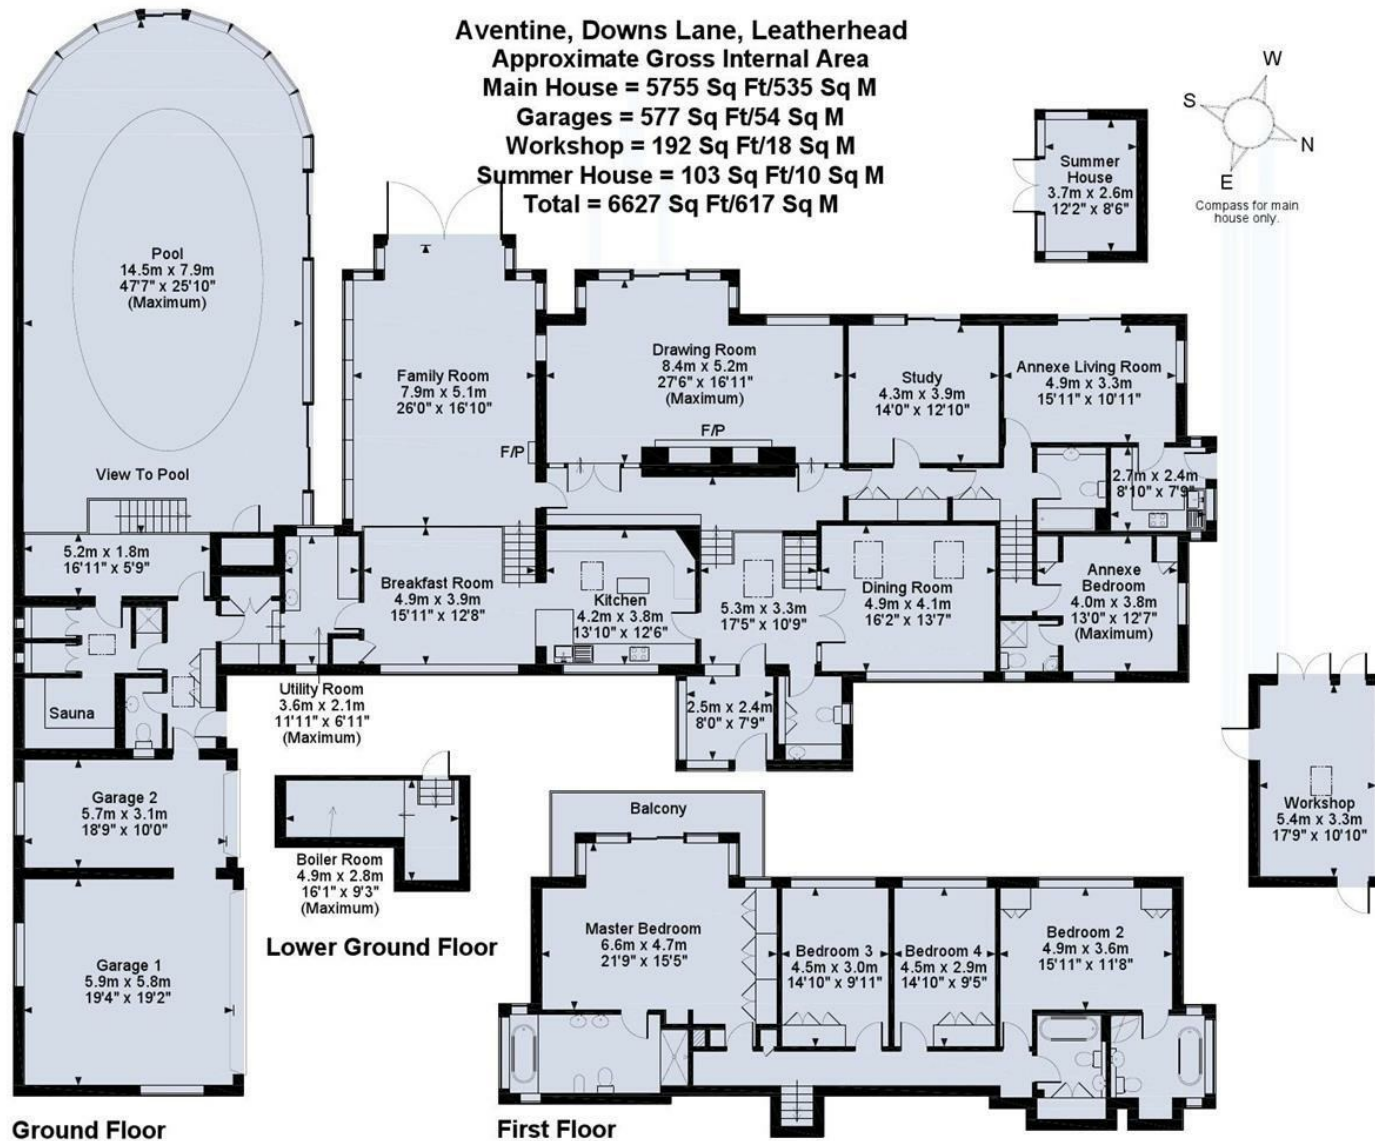 Aventine, Downs Lane, Leatherhead
Approximate Gross Internal Area
Main House = 5755 Sq Ft/535 Sq M
Garages = 577 Sq Ft/54 Sq M
Workshop = 192 Sq Ft/18 Sq M
Summer House = 103 Sq Ft/10 Sq M
Total = 6627 Sq Ft/617 Sq M
W
S
N
E
Compass for main
house only.
Summer
House
3.7m x 2.6m
12'2" x 8'6"
Pool
14.5m x 7.9m
47'7" x 25'10"
(Maximum)
View To Pool
Family Room
7.9m x 5.1m
26'0" x 16'10"
F/P
Drawing Room
8.4m x 5.2m
27'6" x 16'11"
(Maximum)
F/P
Study
4.3m x 3.9m
14'0" x 12'10"
Annexe Living Room
4.9m x 3.3m
15'11" x 10'11"
2.7m x 2.4m
8'10" x 7'9"
5.2m x 1.8m
16'11" x 5'9"
Breakfast Room
4.9m x 3.9m
15'11" x 12'8"
Kitchen
4.2m x 3.8m
13'10" x 12'6"
5.3m x 3.3m
17'5" x 10'9"
Dining Room
4.9m x 4.1m
16'2" x 13'7"
Annexe
Bedroom
4.0m x 3.8m
13'0" x 12'7"
(Maximum)
Sauna
Utility Room
3.6m x 2.1m
11'11" x 6'11"
(Maximum)
2.5m x 2.4m
8'0" x 7'9"
Garage 2
5.7m x 3.1m
18'9" x 10'0"
Boiler Room
4.9m x 2.8m
16'1" x 9'3"
(Maximum)
Lower Ground Floor
Workshop
5.4m x 3.3m
17'9" x 10'10"
Garage 1
5.9m x 5.8m
19'4" x 19'2"
Balcony
Master Bedroom
6.6m x 4.7m
21'9" x 15'5"
Bedroom 3
4.5m x 3.0m
14'10" x 9'11"
Bedroom 4
4.5m x 2.9m
14'10" x 9'5"
Bedroom 2
4.9m x 3.6m
15'11" x 11'8"
Ground Floor
First Floor